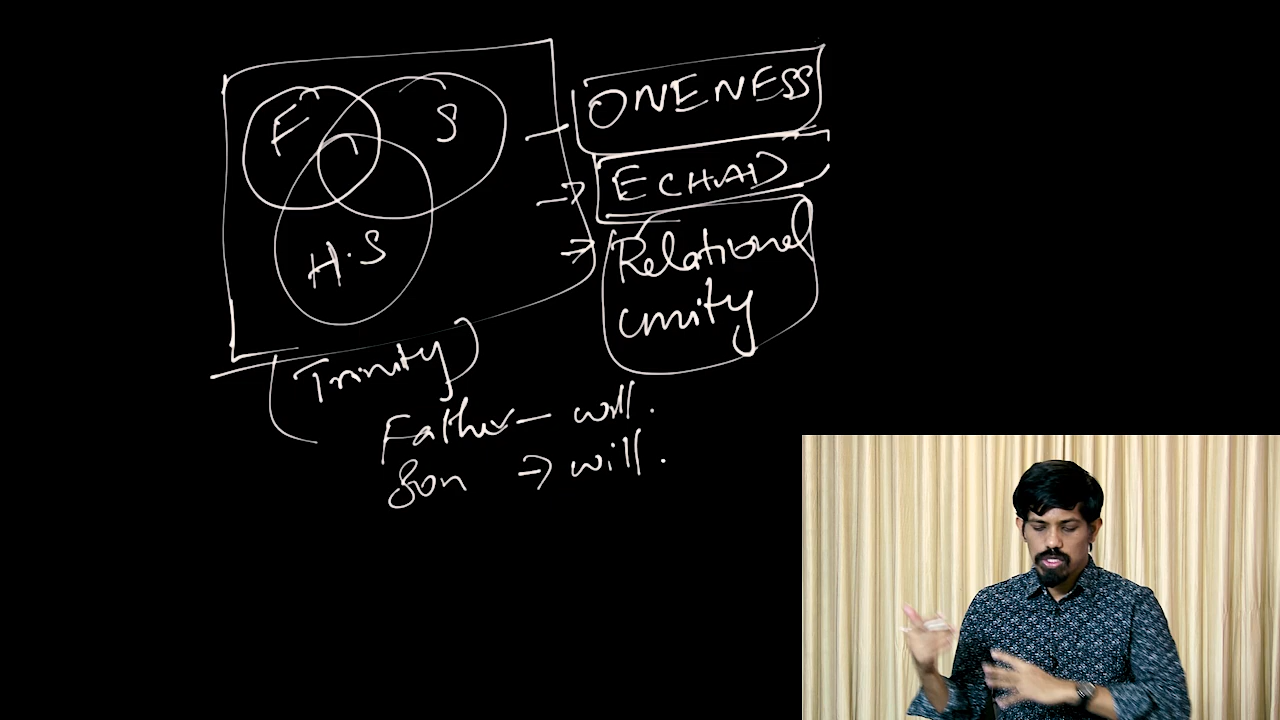 F S
H.S
ONENESS
ECHAD
Relational
unity
(Trinity)
Father – will.
Son → will.